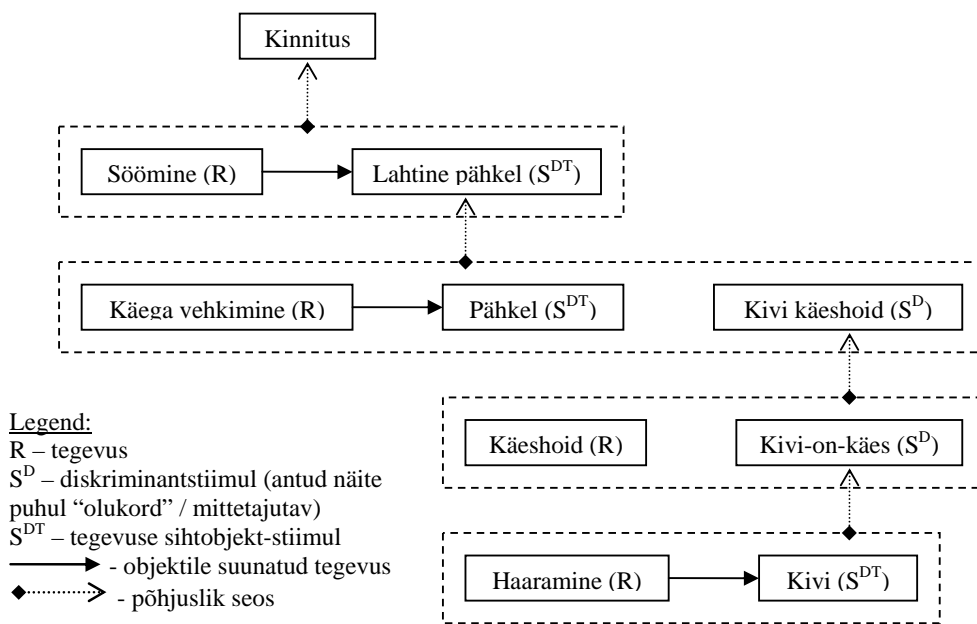 Kinnitus
Söömine (R)
Lahtine pähkel (S^DT)
Käega vehkimine (R)
Pähkel (S^DT)
Kivi käeshoid (S^D)
Käeshoid (R)
Kivi-on-käes (S^D)
Haaramine (R)
Kivi (S^DT)
Legend:
R – tegevus
S^D – diskriminantstiimul (antud näite
puhul “olukord” / mittetajutav)
S^DT – tegevuse sihtobjekt-stiimul
- objektile suunatud tegevus
- põhjuslik seos